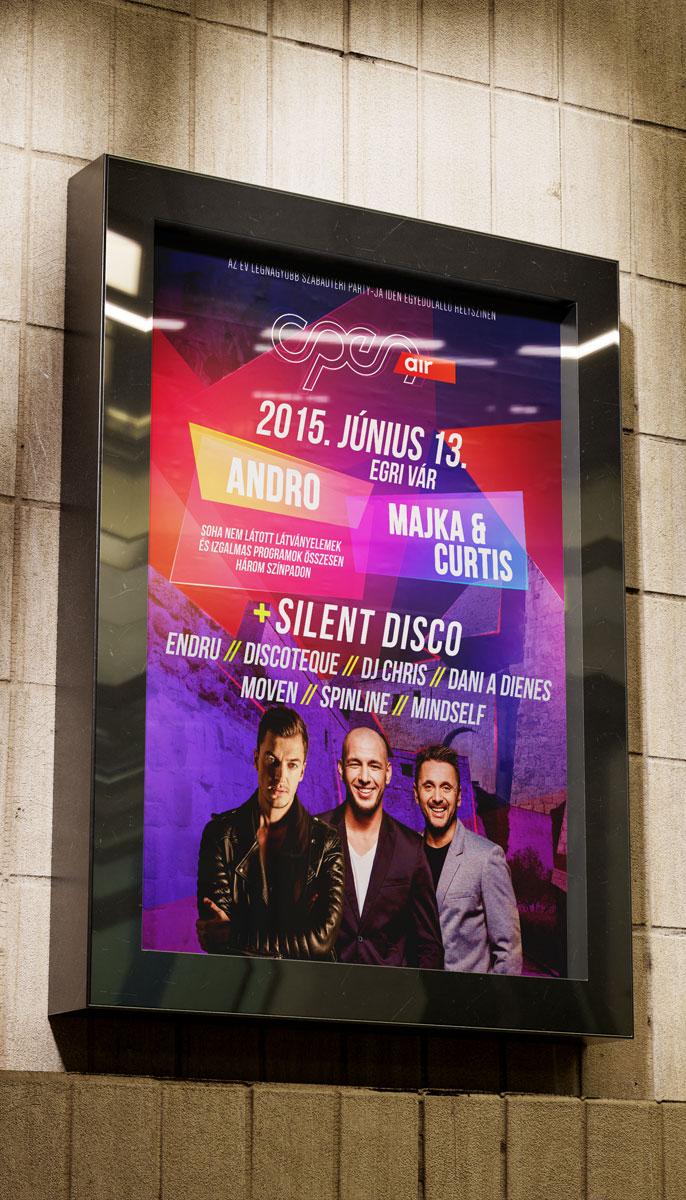 AZ ÉV LEGNAGYOBB SZABADTÉRI PARTY-JA IDÉN EGYEDÜLÁLLÓ HELYSZÍNEN
open air
2015. JÚNIUS 13.
EGRI VÁR
ANDRO
MAJKA &
CURTIS
SOHA NEM LÁTOTT LÁTVÁNYELEMEK
ÉS IZGALMAS PROGRAMOK ÖSSZESEN
HÁROM SZÍNPADON
+ SILENT DISCO
ENDRU // DISCOTEQUE // DJ CHRIS // DANI A DIENES
MOVEN // SPINLINE // MINDSELF